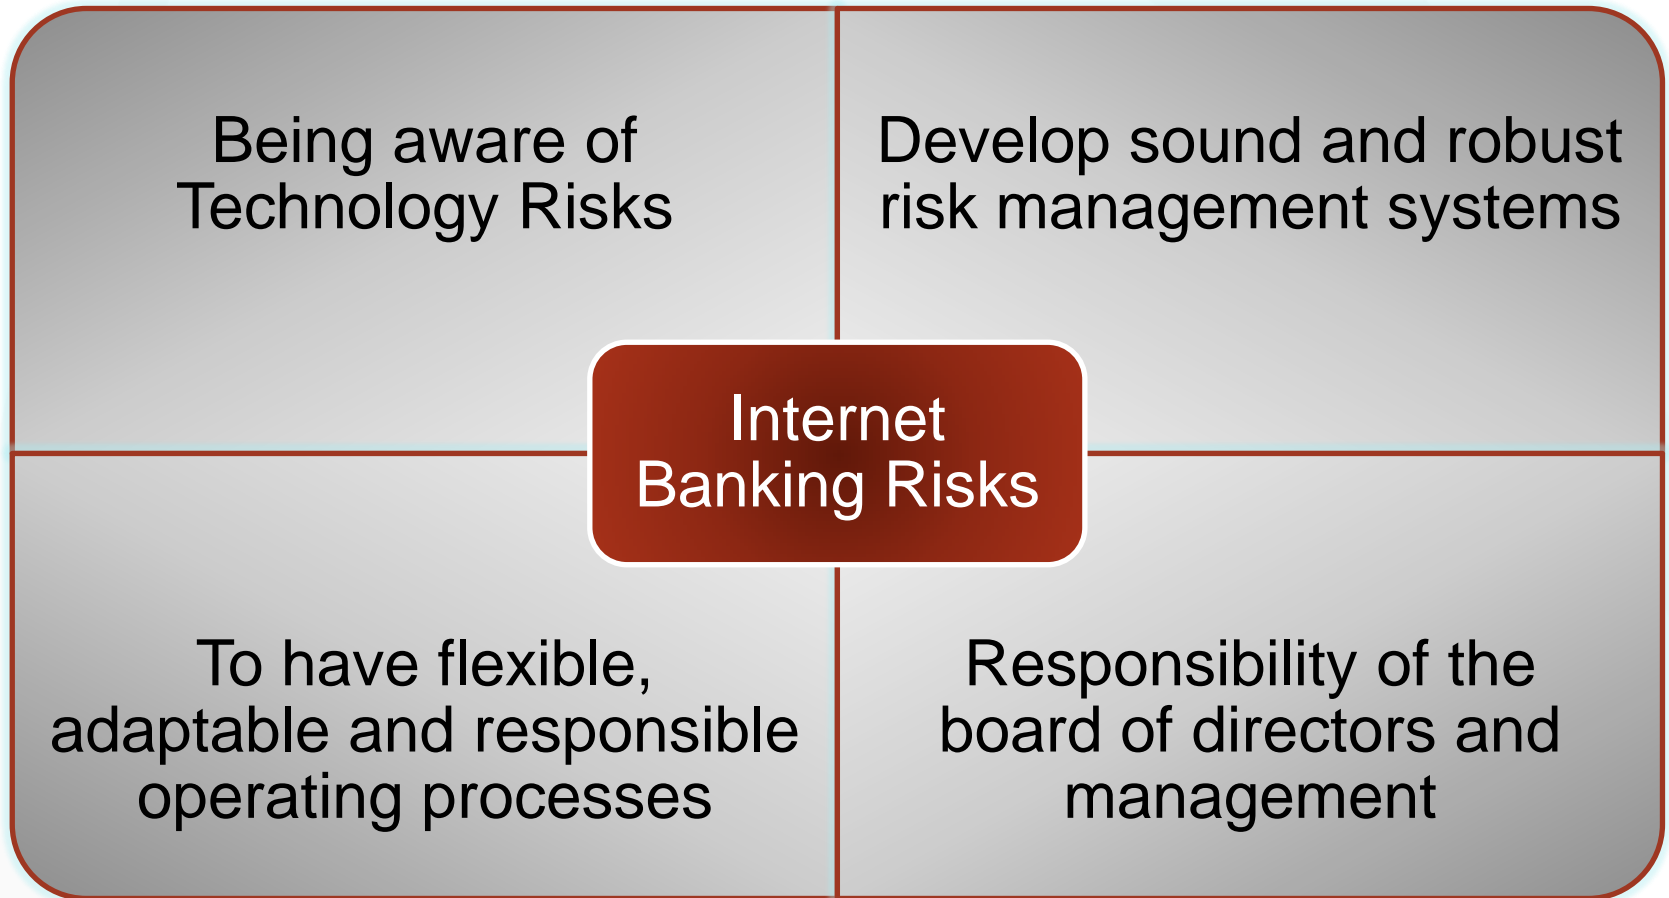 Being aware of
Technology Risks
Develop sound and robust
risk management systems
Internet
Banking Risks
To have flexible,
adaptable and responsible
operating processes
Responsibility of the
board of directors and
management